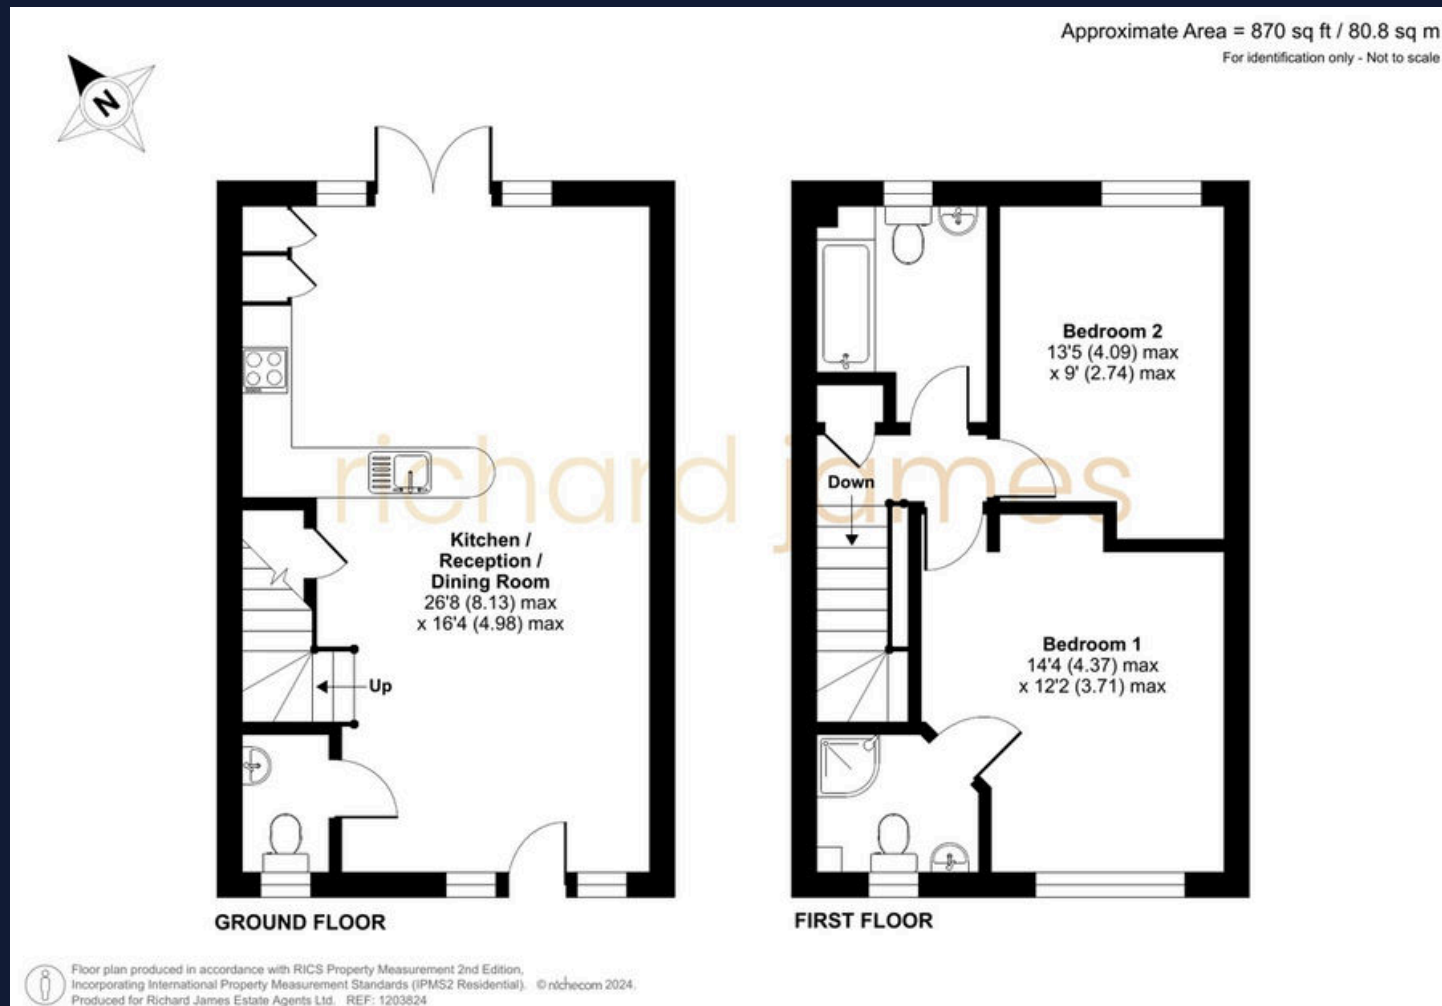 Approximate Area = 870 sq ft / 80.8 sq m
For identification only - Not to scale
N
Kitchen /
Reception /
Dining Room
26'8 (8.13) max
x 16'4 (4.98) max
Up
GROUND FLOOR
Bedroom 2
13'5 (4.09) max
x 9' (2.74) max
Down
Bedroom 1
14'4 (4.37) max
x 12'2 (3.71) max
FIRST FLOOR
richard james
Floor plan produced in accordance with RICS Property Measurement 2nd Edition,
Incorporating International Property Measurement Standards (IPMS2 Residential). © nichecom 2024.
Produced for Richard James Estate Agents Ltd. REF: 1203824